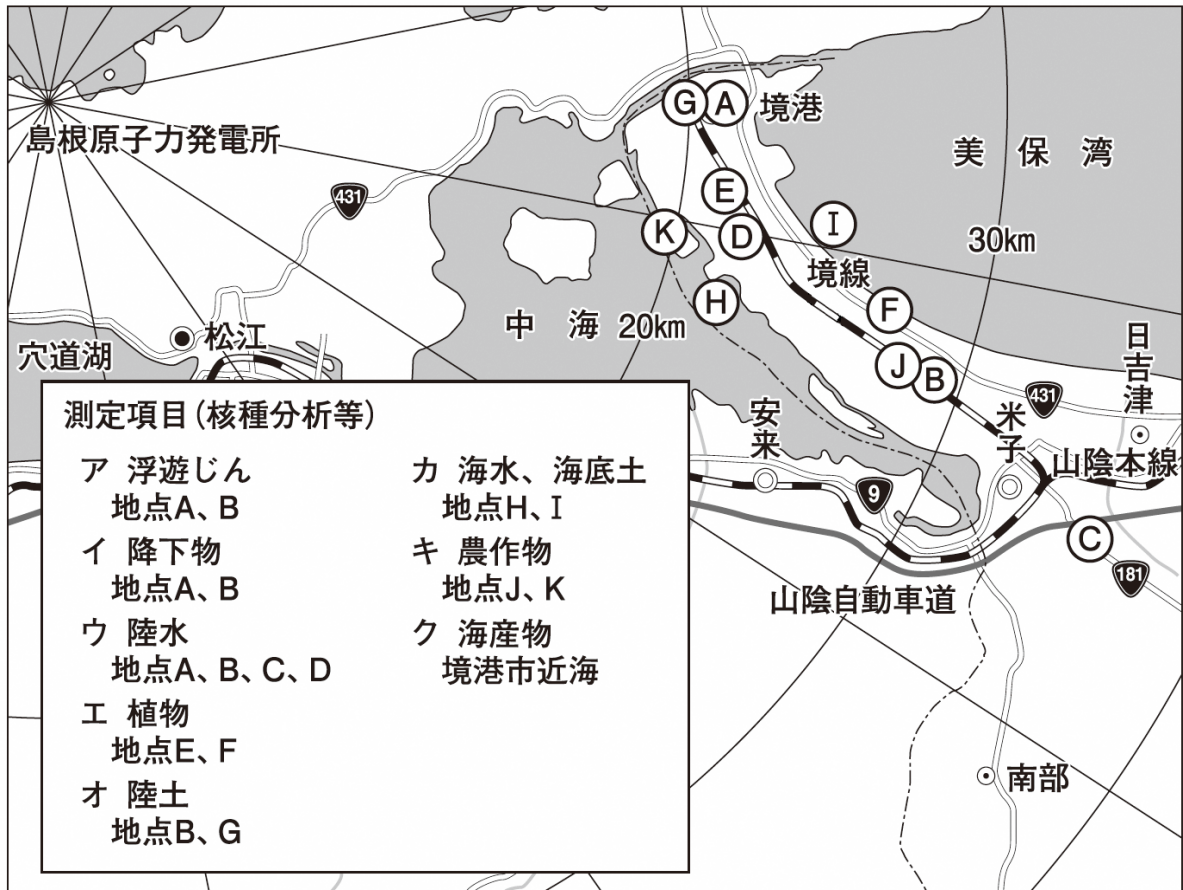 島根原子力発電所
431
G
A
境港
美保湾
E
I
K
D
30km
境線
H
F
中海
20km
J
B
松江
宍道湖
日吉津
431
米子
安来
山陰本線
9
C
181
山陰自動車道
南部
測定項目(核種分析等)
ア 浮遊じん
地点A、B
イ 降下物
地点A、B
ウ 陸水
地点A、B、C、D
エ 植物
地点E、F
オ 陸土
地点B、G
カ 海水、海底土
地点H、I
キ 農作物
地点J、K
ク 海産物
境港市近海